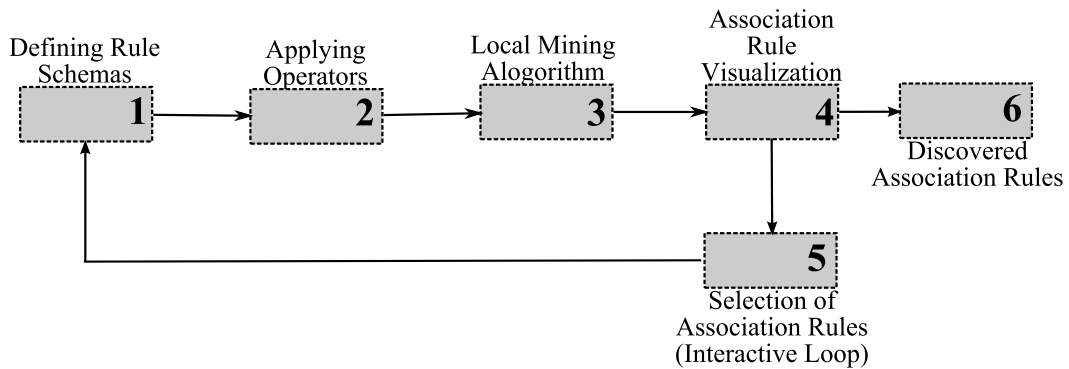 Defining Rule
Schemas
1
Applying
Operators
2
Local Mining
Alogorithm
3
Association
Rule
Visualization
4
6
Discovered
Association Rules
5
Selection of
Association Rules
(Interactive Loop)